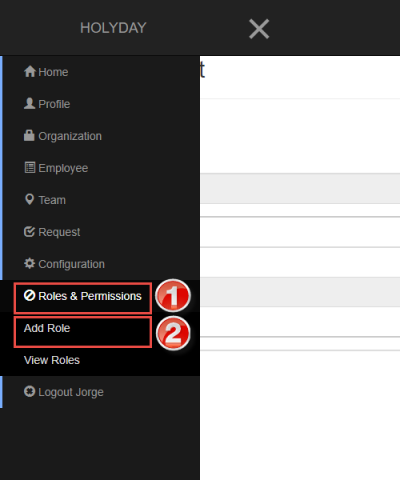 HOLYDAY
t
Home
Profile
Organization
Employee
Team
Request
Configuration
Roles & Permissions 1
Add Role 2
View Roles
Logout Jorge